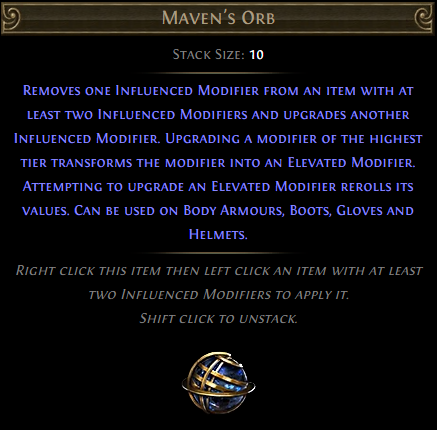 Maven's Orb
Stack Size: 10
Removes one Influenced Modifier from an item with at
least two Influenced Modifiers and upgrades another
Influenced Modifier. Upgrading a modifier of the highest
tier transforms the modifier into an Elevated Modifier.
Attempting to upgrade an Elevated Modifier rerolls its
values. Can be used on Body Armours, Boots, Gloves and
Helmets.
Right click this item then left click an item with at least
two Influenced Modifiers to apply it.
Shift click to unstack.